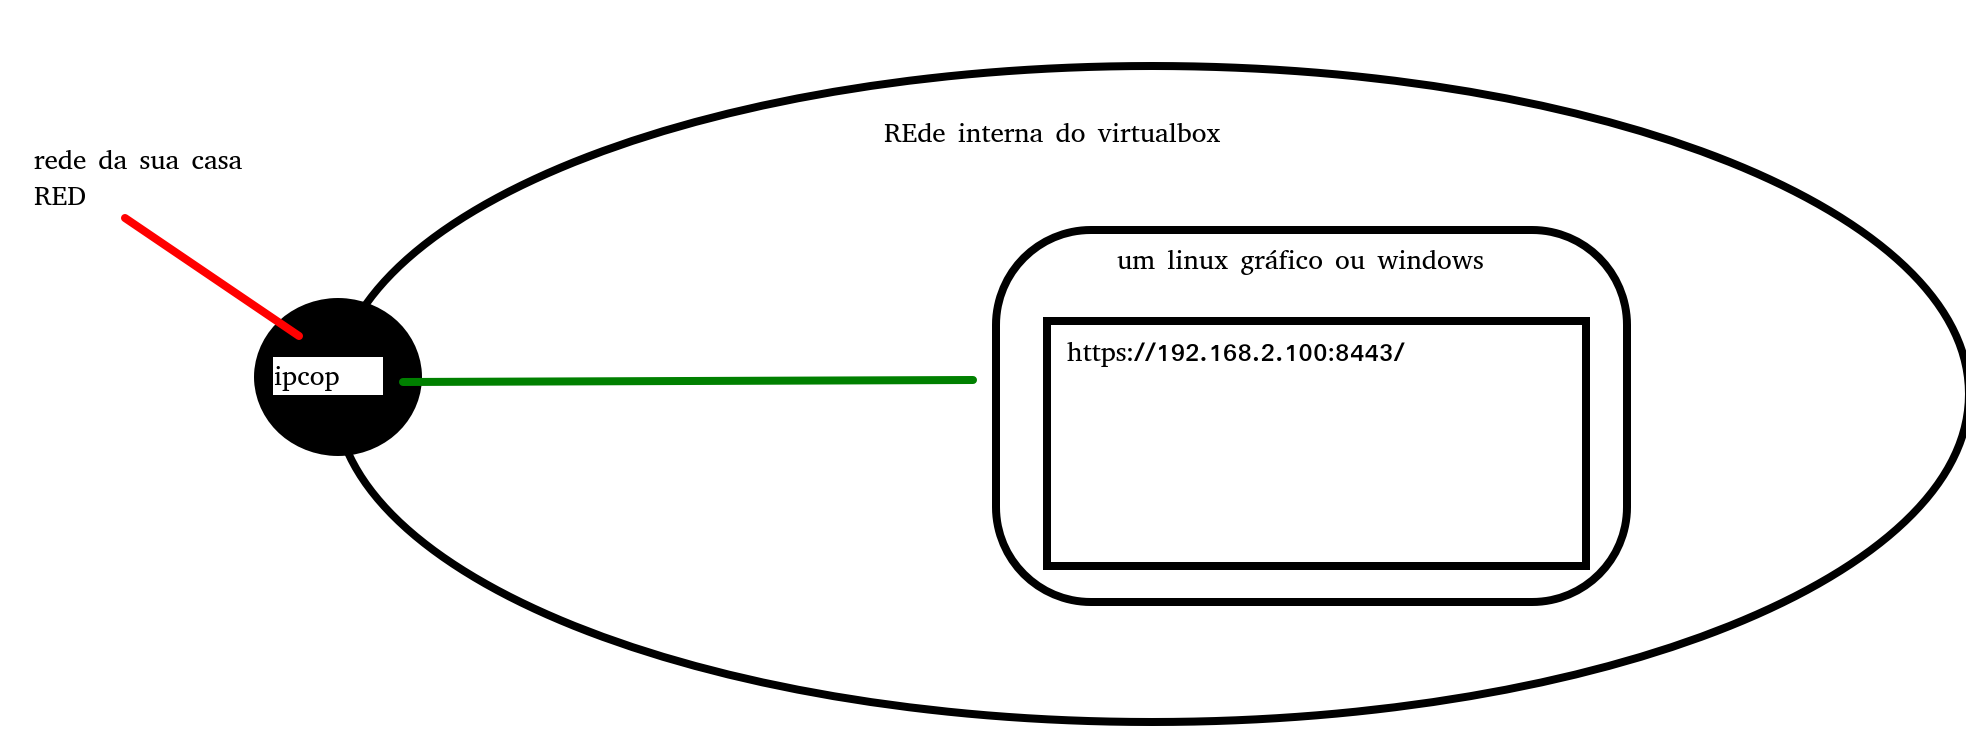 REde interna do virtualbox
rede da sua casa
RED
um linux gráfico ou windows
https://192.168.2.100:8443/
ipcop